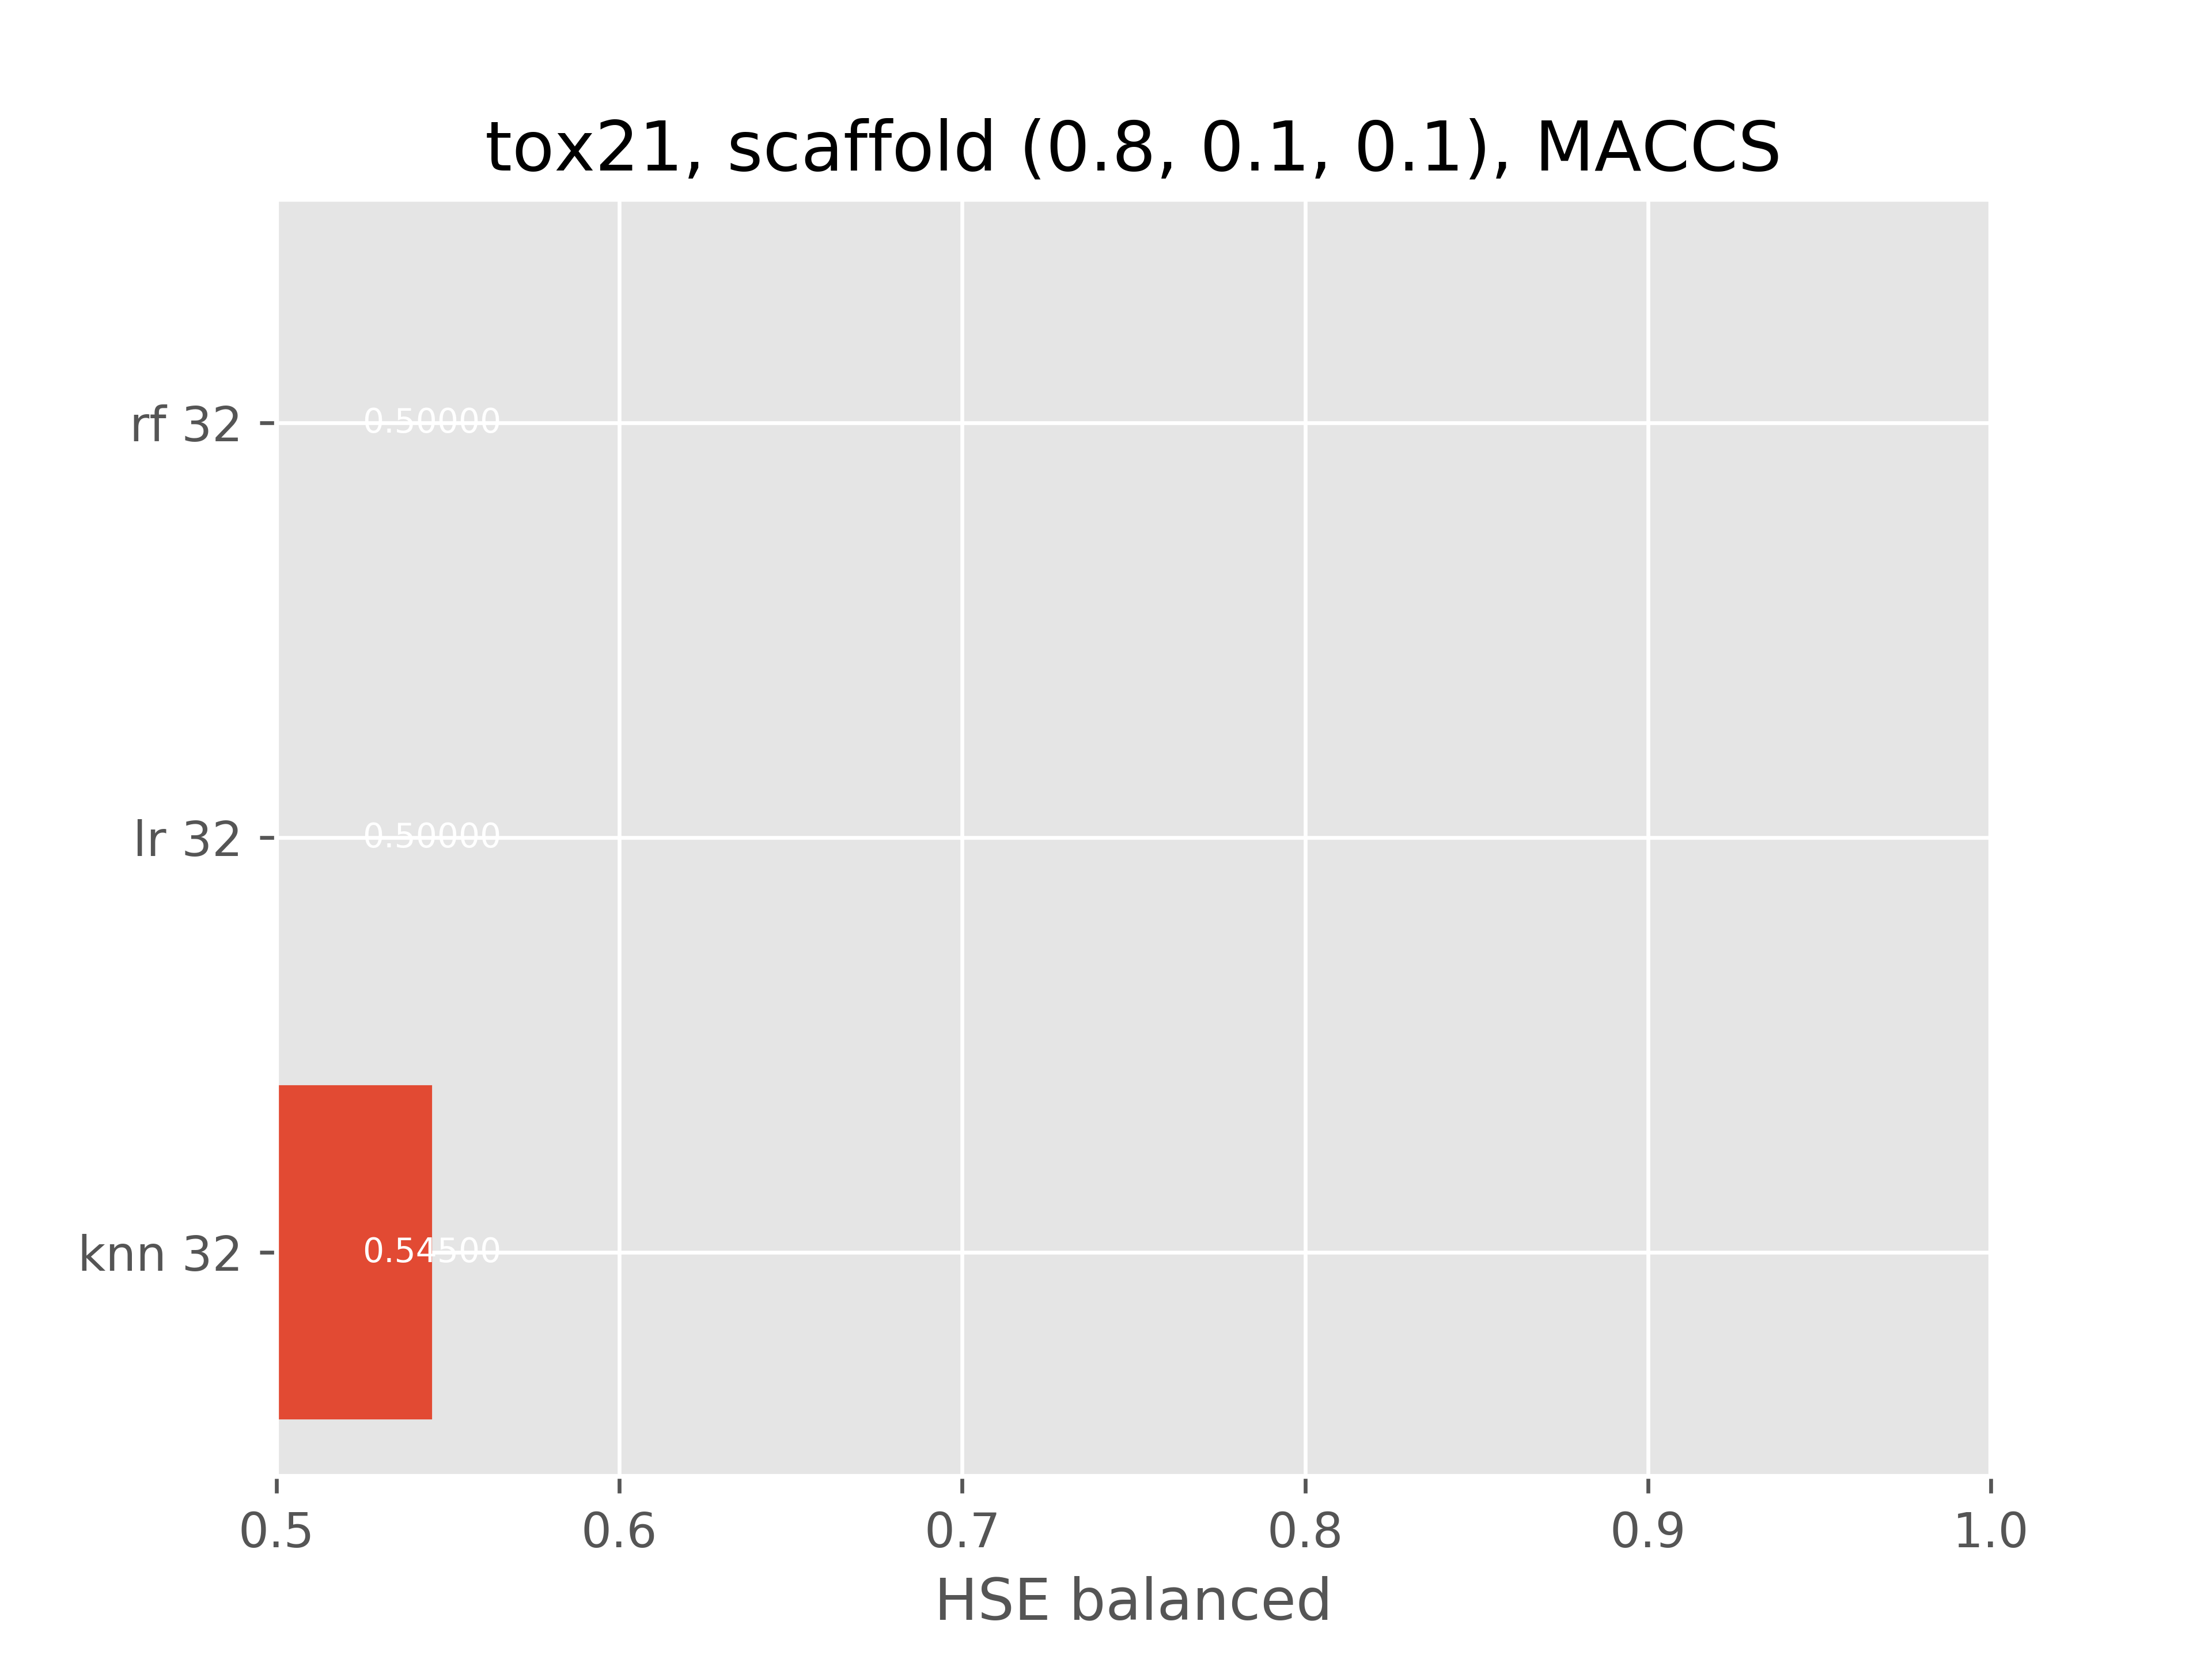 tox21, scaffold (0.8, 0.1, 0.1), MACCS
rf 32
0.50000
lr 32
0.50000
knn 32
0.54500
0.5 0.6 0.7 0.8 0.9 1.0
HSE balanced